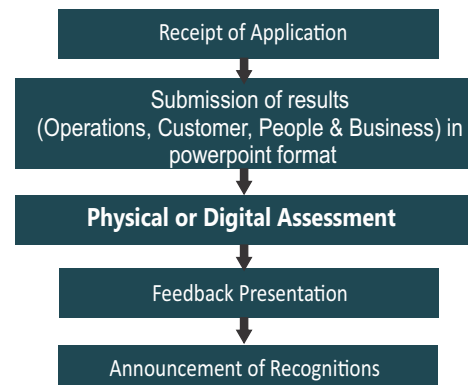 Receipt of Application
Submission of results
(Operations, Customer, People & Business) in
powerpoint format
Physical or Digital Assessment
Feedback Presentation
Announcement of Recognitions